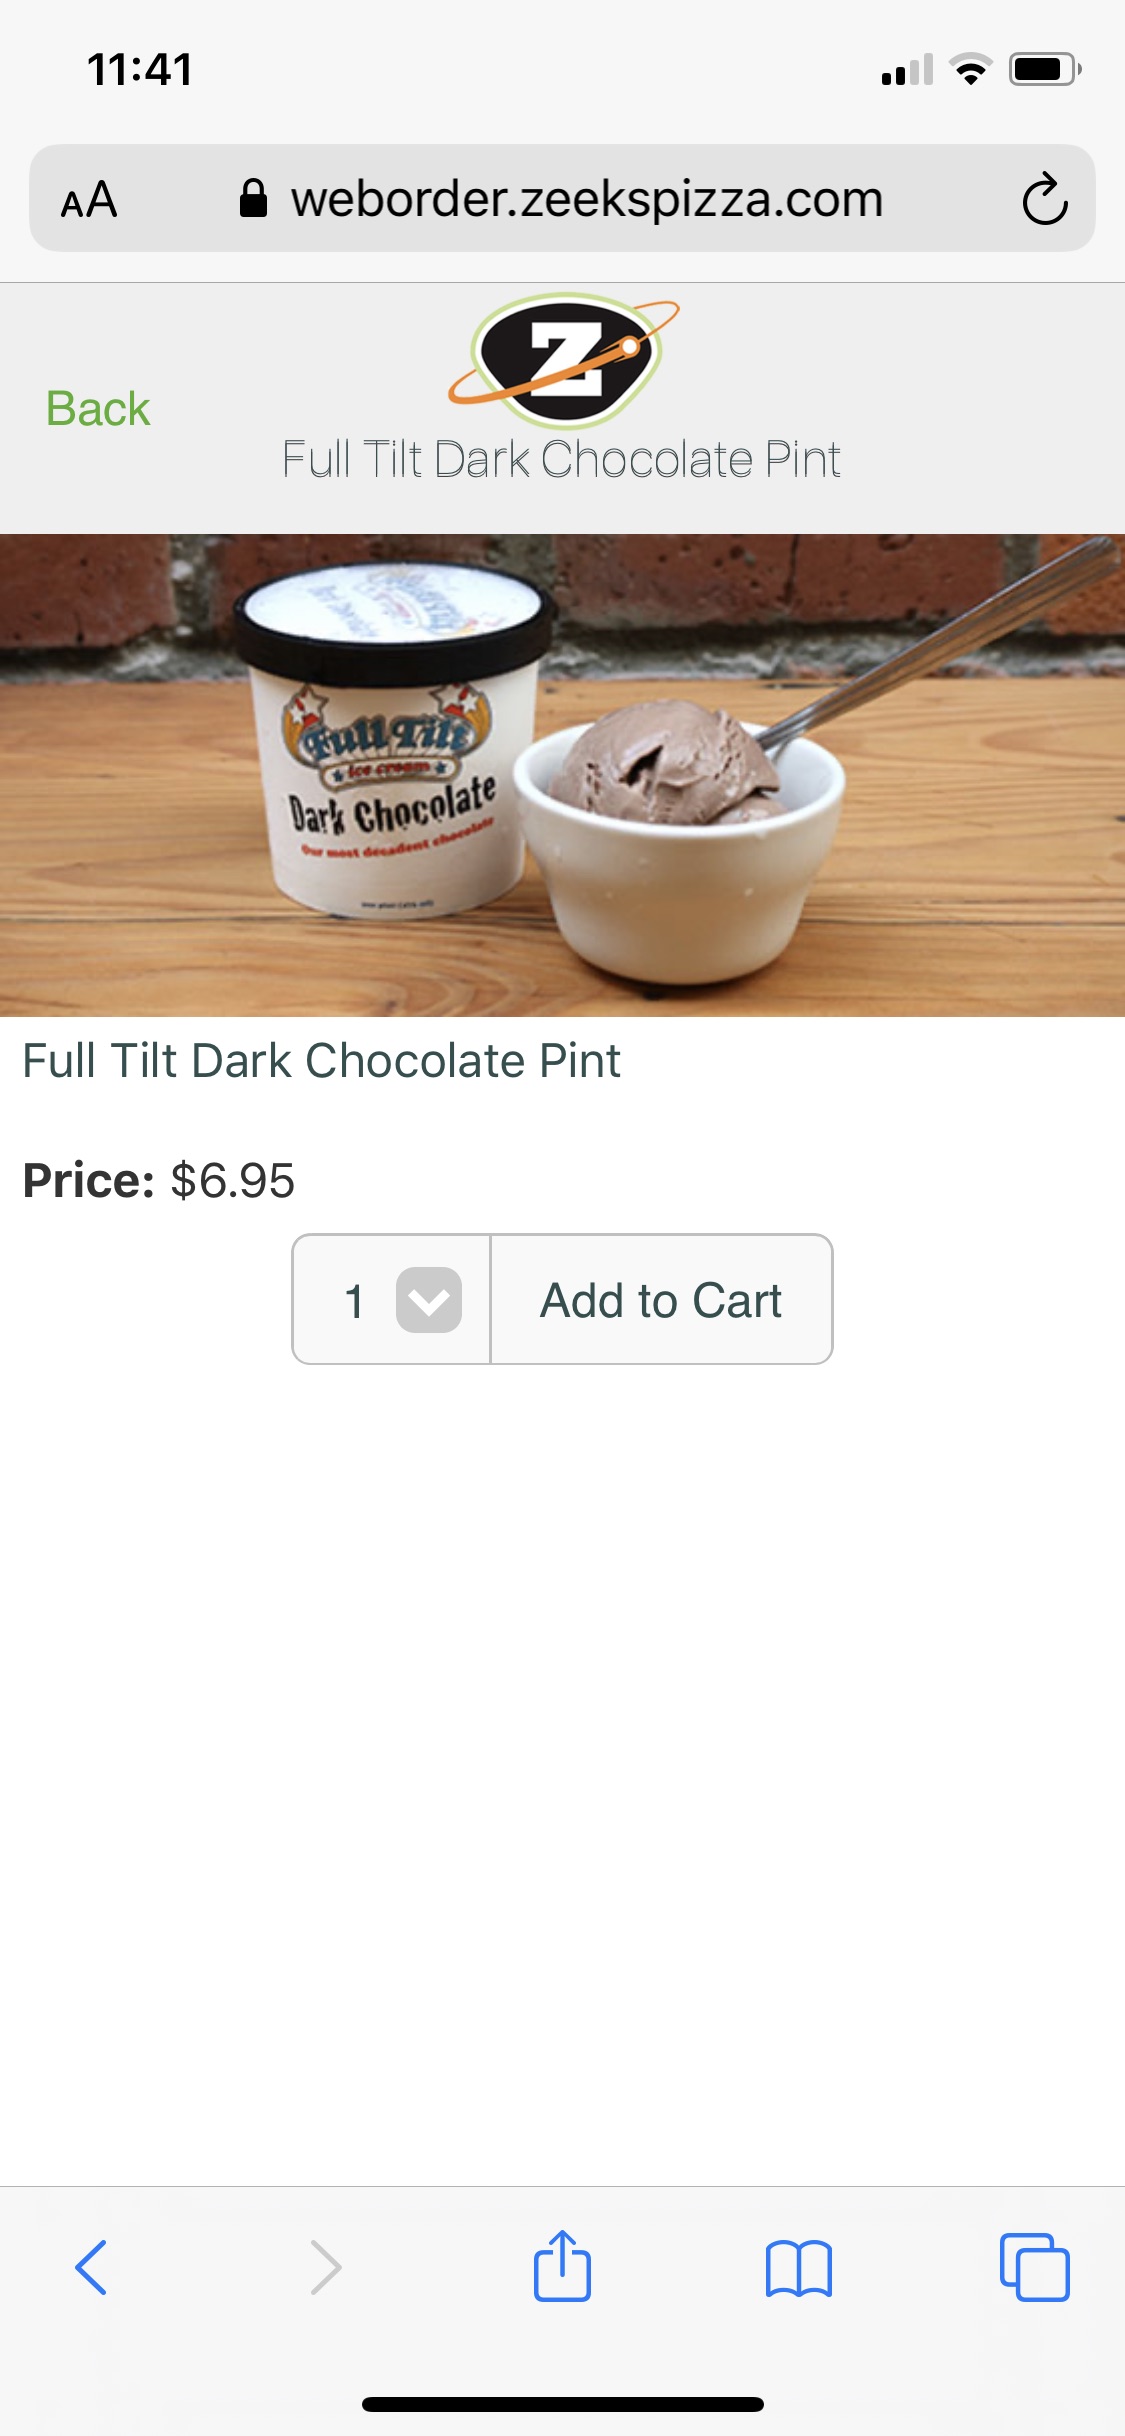 11:41
AA weborder.zeekspizza.com
Z
Back
Full Tilt Dark Chocolate Pint
Full Tilt
ice cream
Dark Chocolate
Our most decadent chocolate
Full Tilt Dark Chocolate Pint
Price: $6.95
1 Add to Cart